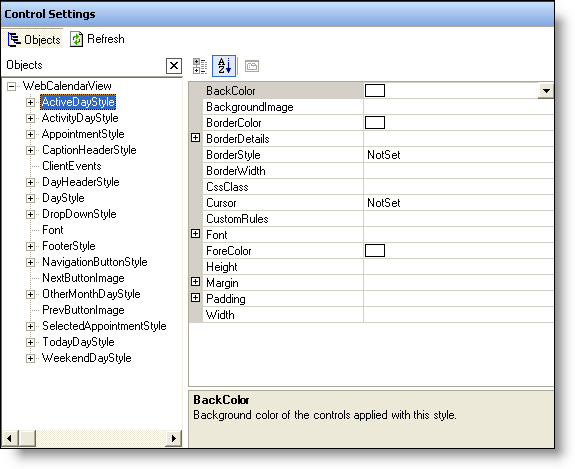 Control Settings
Objects Refresh
Objects
WebCalendarView
ActiveDayStyle
ActivityDayStyle
AppointmentStyle
CaptionHeaderStyle
ClientEvents
DayHeaderStyle
DayStyle
DropDownStyle
Font
FooterStyle
NavigationButtonStyle
NextButtonImage
OtherMonthDayStyle
PrevButtonImage
SelectedAppointmentStyle
TodayDayStyle
WeekendDayStyle
BackColor
BackgroundImage
BorderColor
BorderDetails
BorderStyle NotSet
BorderWidth
CssClass
Cursor NotSet
CustomRules
Font
ForeColor
Height
Margin
Padding
Width
BackColor
Background color of the controls applied with this style.